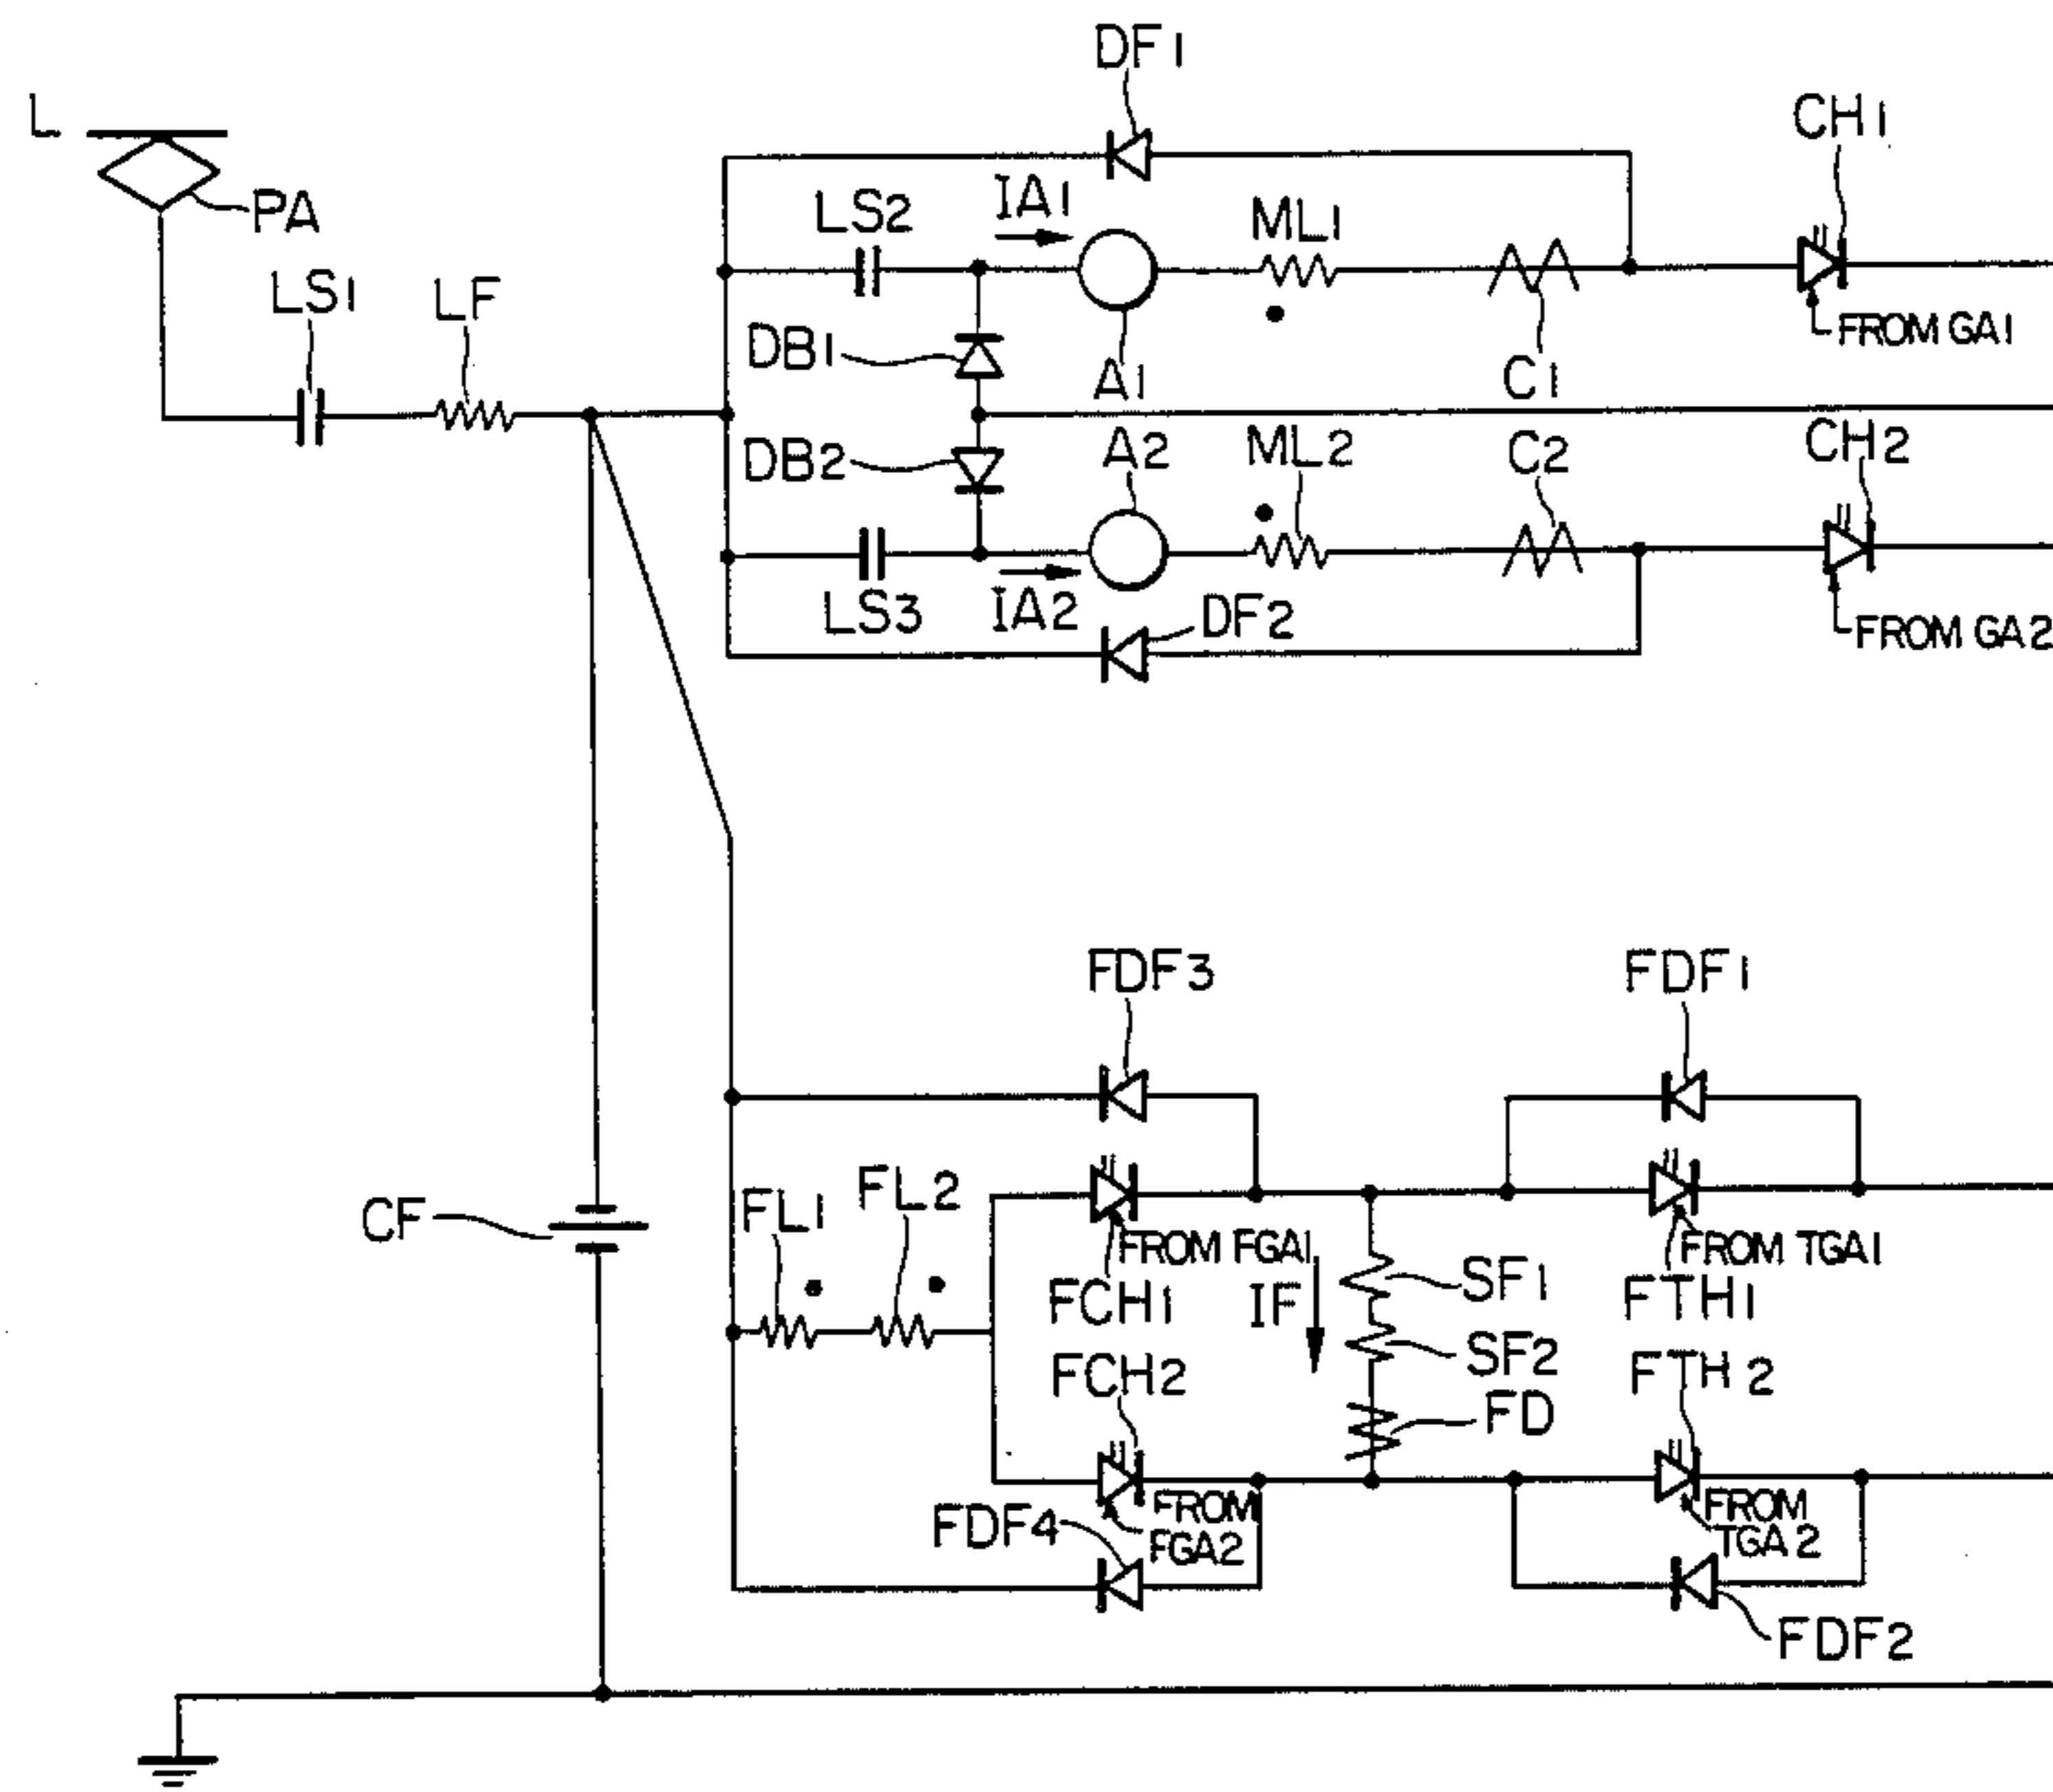 DF1
L
CH1
PA
LS2
IA1
ML1
LS1
LF
FROM GA1
DB1
A1
C1
DB2
A2
ML2
C2
CH2
LS3
IA2
DF2
FROM GA2
FDF3
FDF1
CF
FL1
FL2
FROM FGA1
FROM TGA1
FCH1
IF
SF1
FTH1
SF2
FCH2
FTH2
FD
FDF4
FROM
FGA2
FROM
TGA2
FDF2